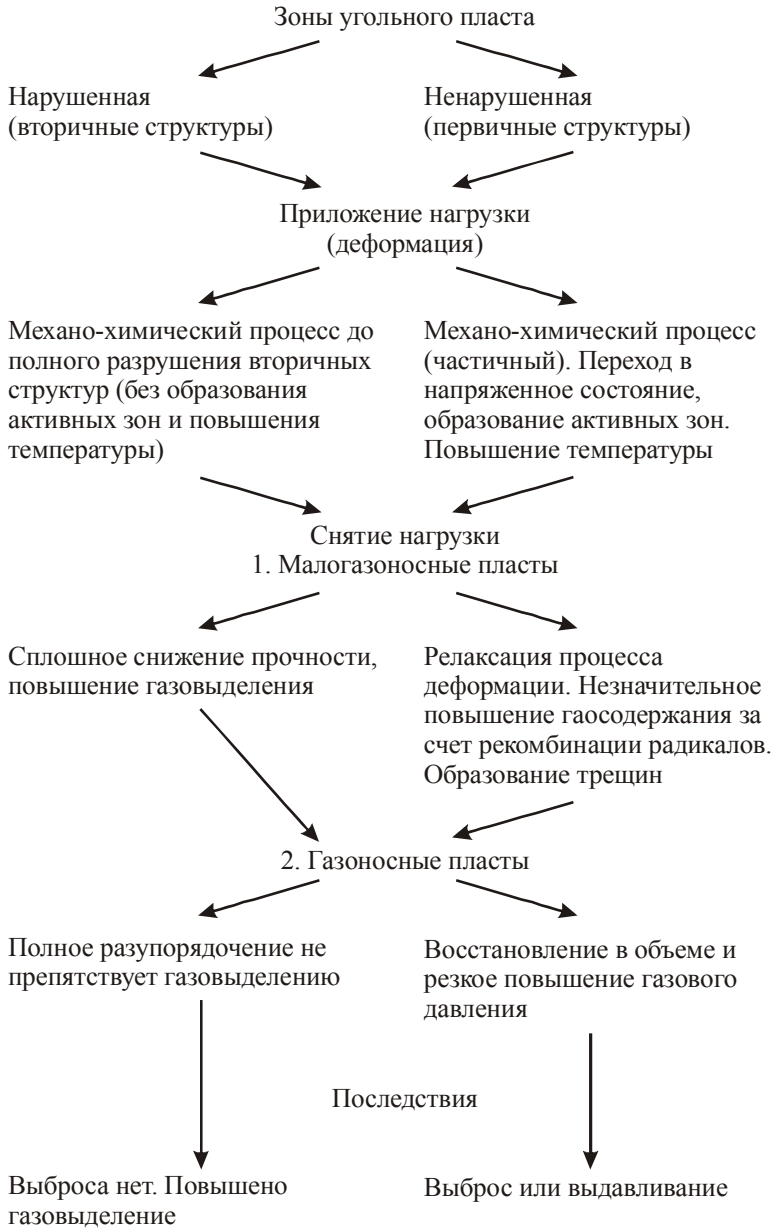 Зоны угольного пласта
Нарушенная
(вторичные структуры)
Ненарушенная
(первичные структуры)
Приложение нагрузки
(деформация)
Механо-химический процесс до
полного разрушения вторичных
структур (без образования
активных зон и повышения
температуры)
Механо-химический процесс
(частичный). Переход в
напряженное состояние,
образование активных зон.
Повышение температуры
Снятие нагрузки
1. Малогазоносные пласты
Сплошное снижение прочности,
повышение газовыделения
Релаксация процесса
деформации. Незначительное
повышение гаосодержания за
счет рекомбинации радикалов.
Образование трещин
2. Газоносные пласты
Полное разупорядочение не
препятствует газовыделению
Восстановление в объеме и
резкое повышение газового
давления
Последствия
Выброса нет. Повышено
газовыделение
Выброс или выдавливание